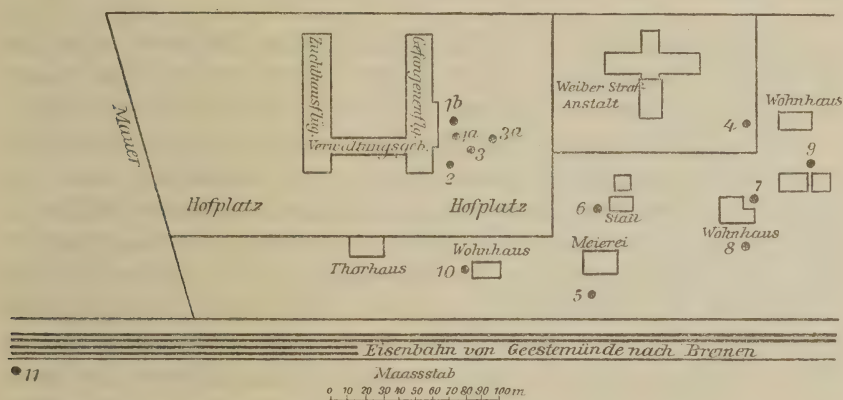 Mauer
Zuchthausflüg.
Gefangenenflg.
Verwaltungsgeb.
1b
1a
3a
3
2
Hofplatz
Hofplatz
Weiber Straf
Anstalt
4
Wohnhaus
9
7
6
Stall
Wohnhaus
8
Meierei
5
Thorhaus
Wohnhaus
10
Eisenbahn von Geestemünde nach Bremen
11
Maassstab
0 10 20 30 40 50 60 70 80 90 100 m.